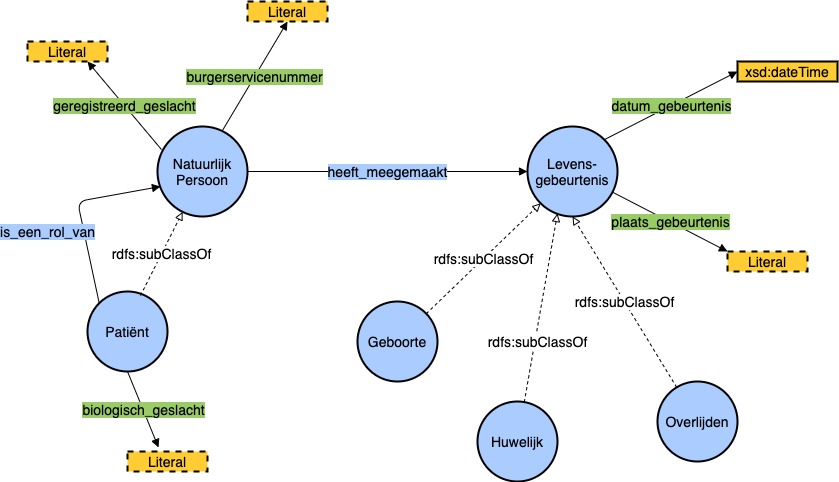 Literal
Literal
burgerservicenummer
xsd:dateTime
geregistreerd_geslacht
datum_gebeurtenis
Natuurlijk
Persoon
heeft_meegemaakt
Levens-
gebeurtenis
plaats_gebeurtenis
is_een_rol_van
rdfs:subClassOf
rdfs:subClassOf
Literal
rdfs:subClassOf
Patiënt
Geboorte
rdfs:subClassOf
biologisch_geslacht
Overlijden
Huwelijk
Literal